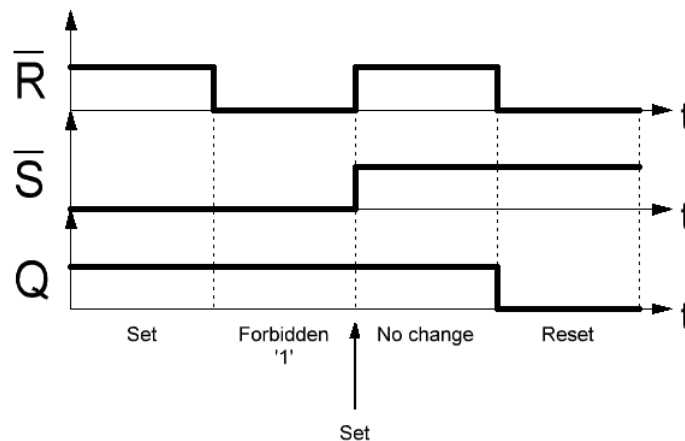 R̅
t
S̅
t
Q
t
Set Forbidden No change Reset
'1'
Set